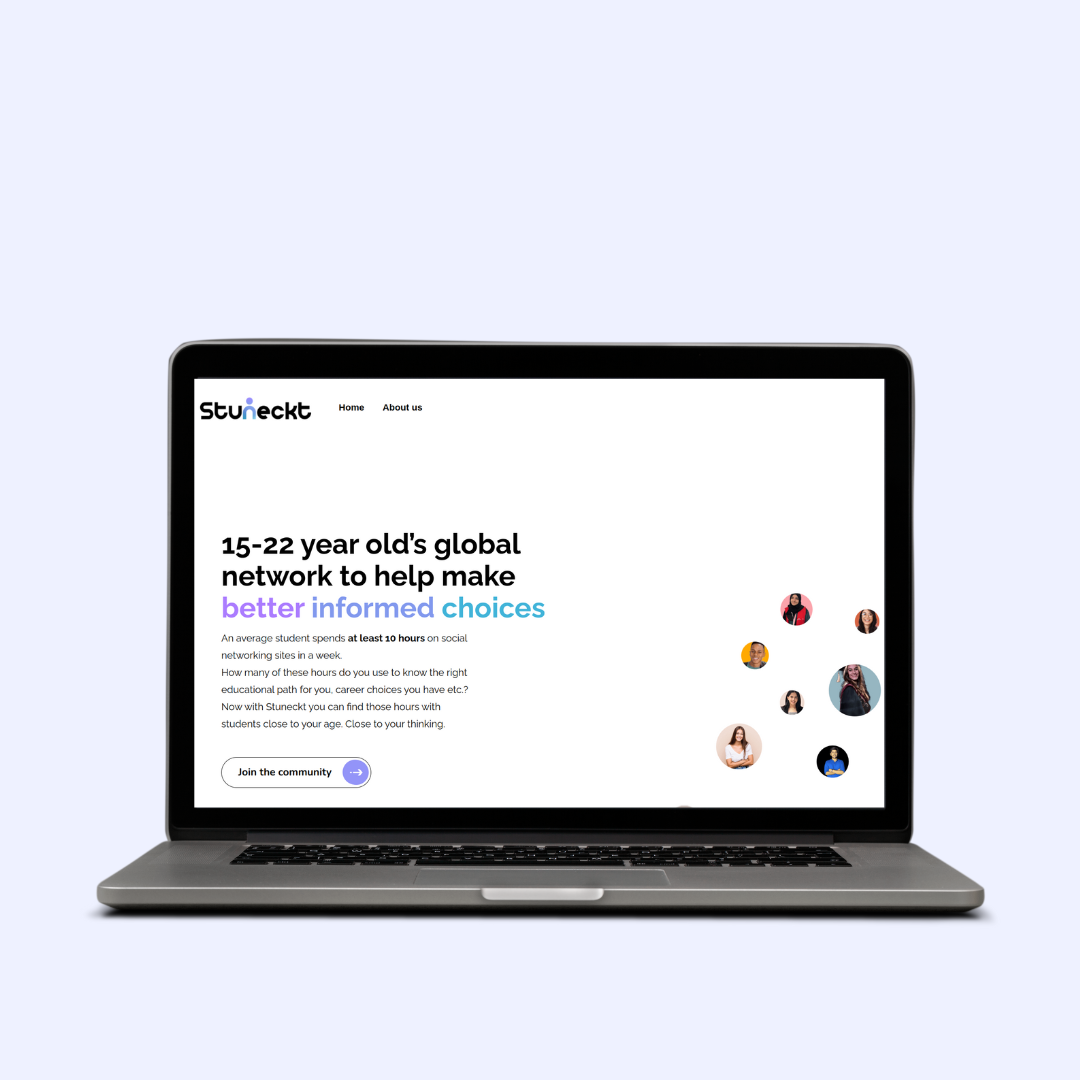 Stuneckt
Home
About us
15-22 year old’s global
network to help make
better informed choices
An average student spends at least 10 hours on social
networking sites in a week.
How many of these hours do you use to know the right
educational path for you, career choices you have etc.?
Now with Stuneckt you can find those hours with
students close to your age. Close to your thinking.
Join the community